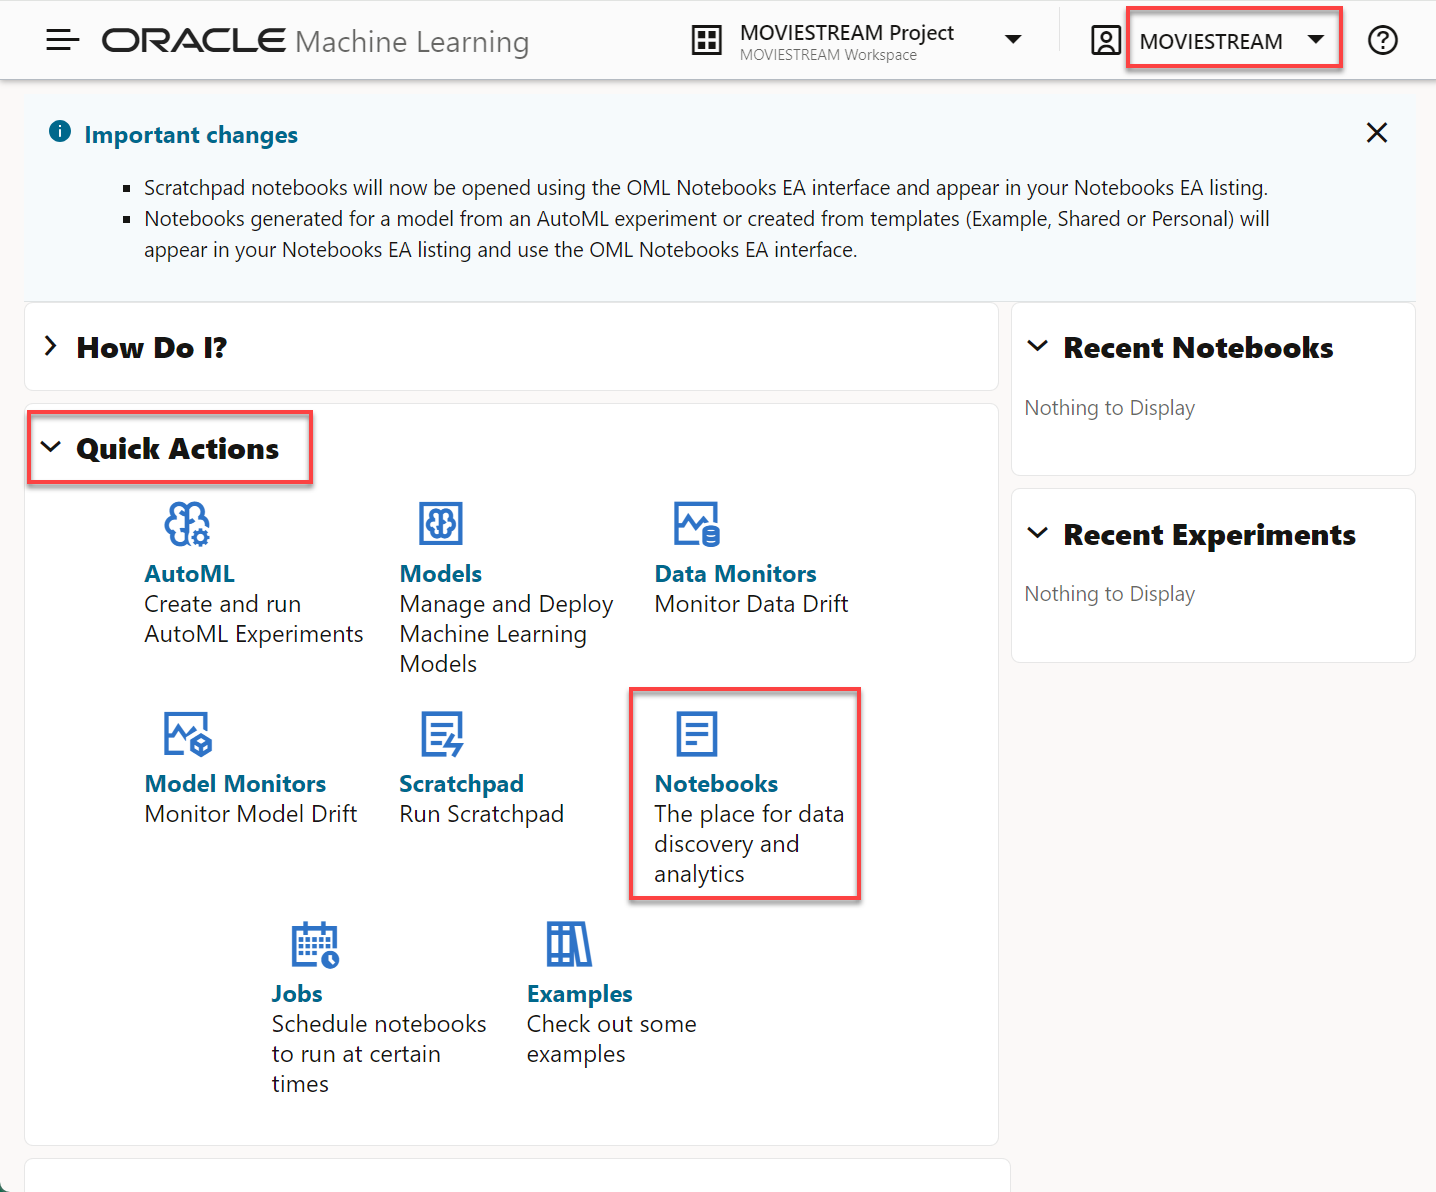 ORACLE Machine Learning
MOVIESTREAM Project
MOVIESTREAM Workspace
MOVIESTREAM
Important changes
Scratchpad notebooks will now be opened using the OML Notebooks EA interface and appear in your Notebooks EA listing.
Notebooks generated for a model from an AutoML experiment or created from templates (Example, Shared or Personal) will
appear in your Notebooks EA listing and use the OML Notebooks EA interface.
How Do I?
Quick Actions
AutoML
Create and run
AutoML Experiments
Models
Manage and Deploy
Machine Learning
Models
Data Monitors
Monitor Data Drift
Model Monitors
Monitor Model Drift
Scratchpad
Run Scratchpad
Notebooks
The place for data
discovery and
analytics
Jobs
Schedule notebooks
to run at certain
times
Examples
Check out some
examples
Recent Notebooks
Nothing to Display
Recent Experiments
Nothing to Display